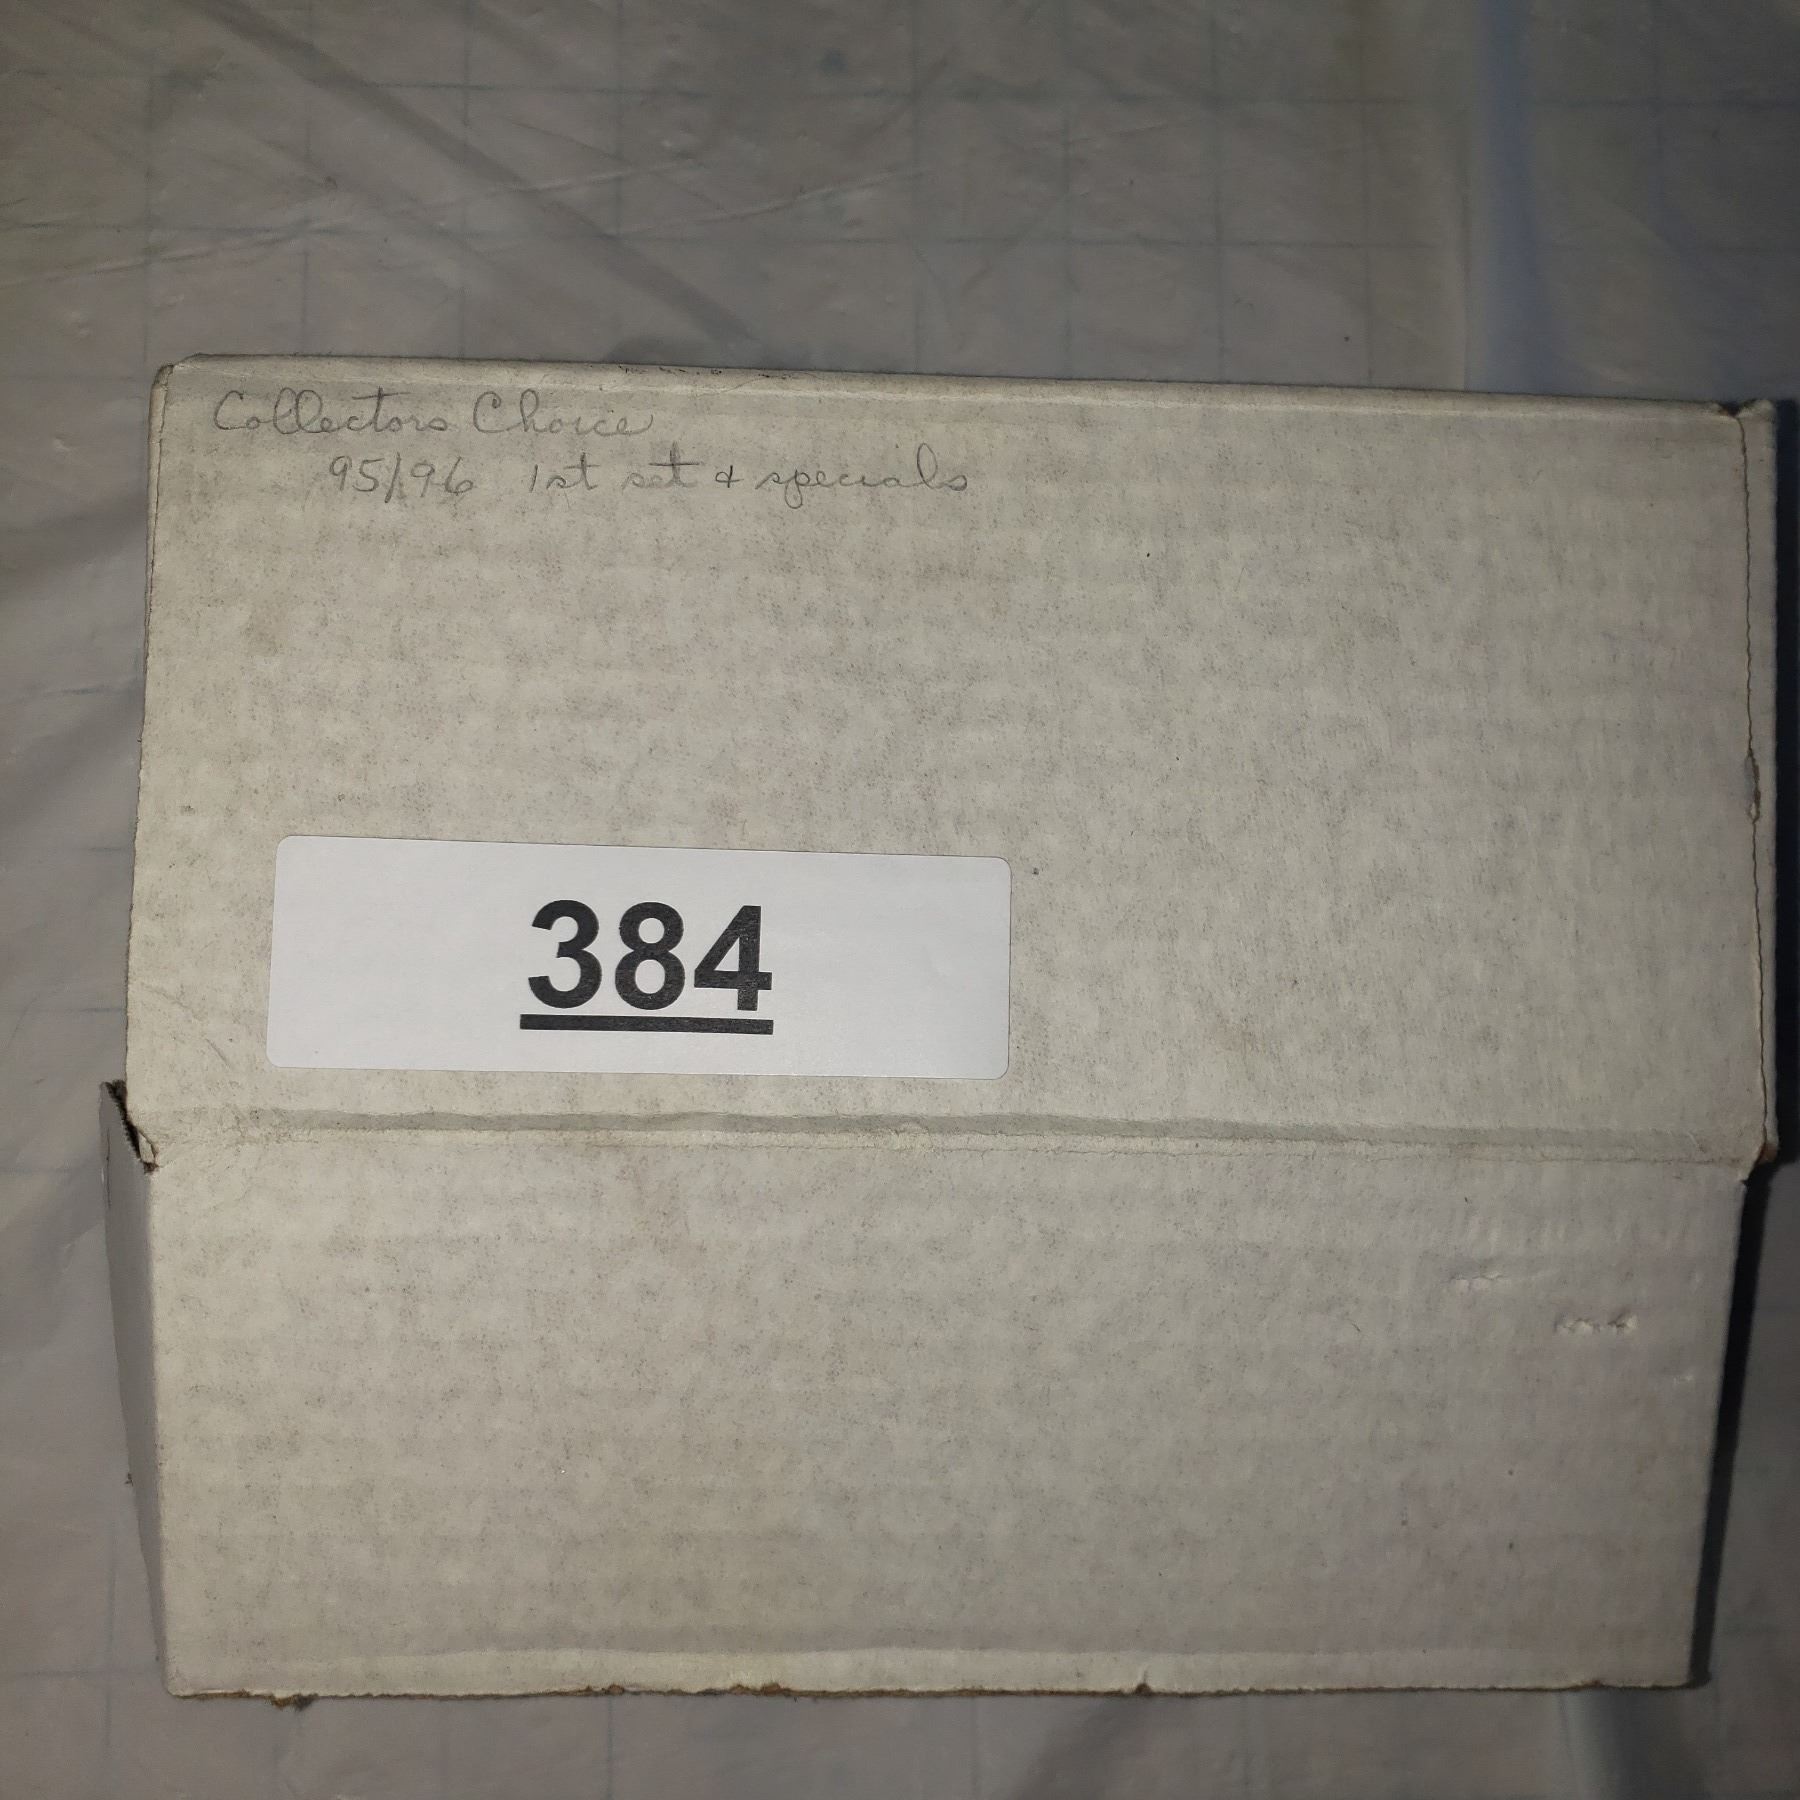 Collectors Choice
95/96 1st set & specials
384